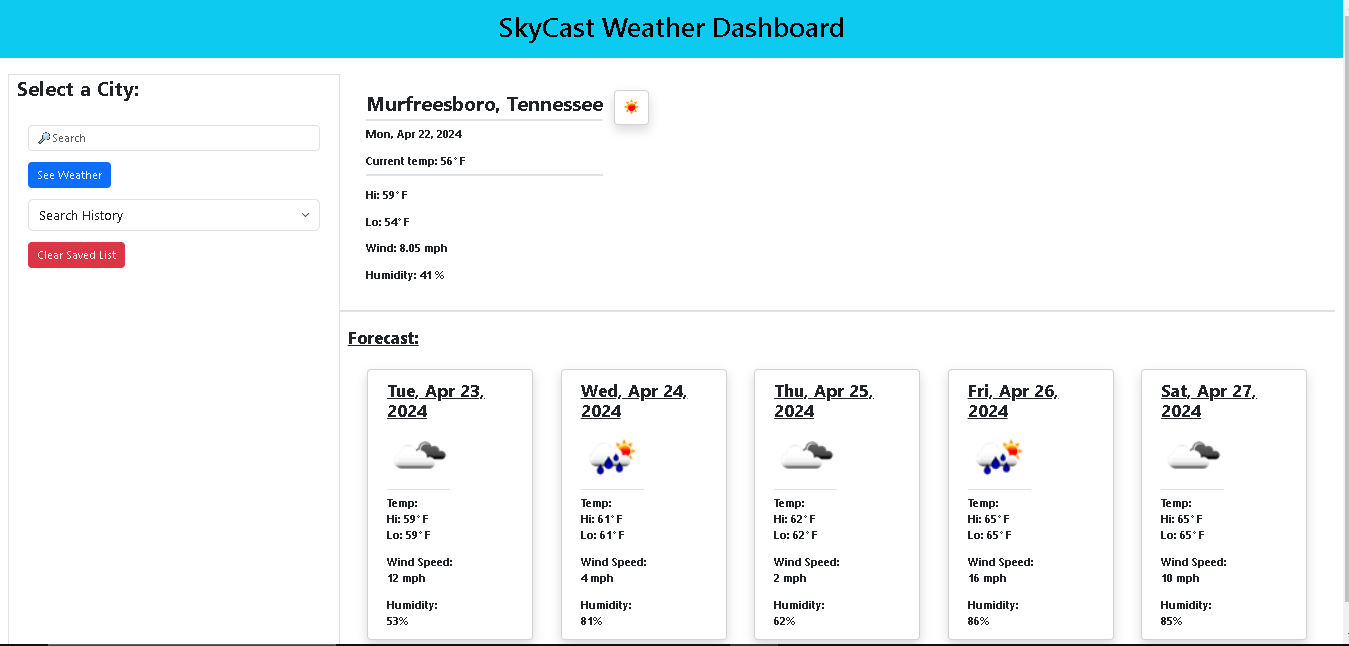 SkyCast Weather Dashboard
Select a City:
🔎Search
See Weather
Search History
Clear Saved List
Murfreesboro, Tennessee
Mon, Apr 22, 2024
Current temp: 56°F
Hi: 59°F
Lo: 54°F
Wind: 8.05 mph
Humidity: 41 %
Forecast:
Tue, Apr 23,
2024
Temp:
Hi: 59°F
Lo: 59°F
Wind Speed:
12 mph
Humidity:
53%
Wed, Apr 24,
2024
Temp:
Hi: 61°F
Lo: 61°F
Wind Speed:
4 mph
Humidity:
81%
Thu, Apr 25,
2024
Temp:
Hi: 62°F
Lo: 62°F
Wind Speed:
2 mph
Humidity:
62%
Fri, Apr 26,
2024
Temp:
Hi: 65°F
Lo: 65°F
Wind Speed:
16 mph
Humidity:
86%
Sat, Apr 27,
2024
Temp:
Hi: 65°F
Lo: 65°F
Wind Speed:
10 mph
Humidity:
85%